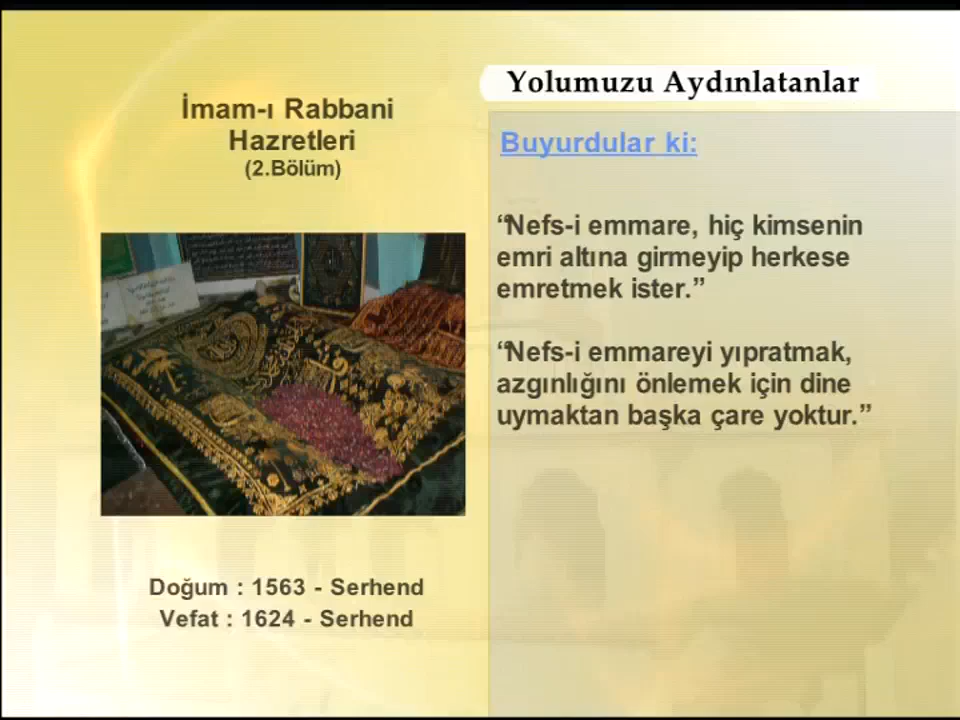 Yolumuzu Aydınlatanlar
İmam-ı Rabbani
Hazretleri
(2.Bölüm)
Buyurdular ki:
“Nefs-i emmare, hiç kimsenin
emri altına girmeyip herkese
emretmek ister.”
“Nefs-i emmareyi yıpratmak,
azgınlığını önlemek için dine
uymaktan başka çare yoktur.”
Doğum : 1563 - Serhend
Vefat : 1624 - Serhend